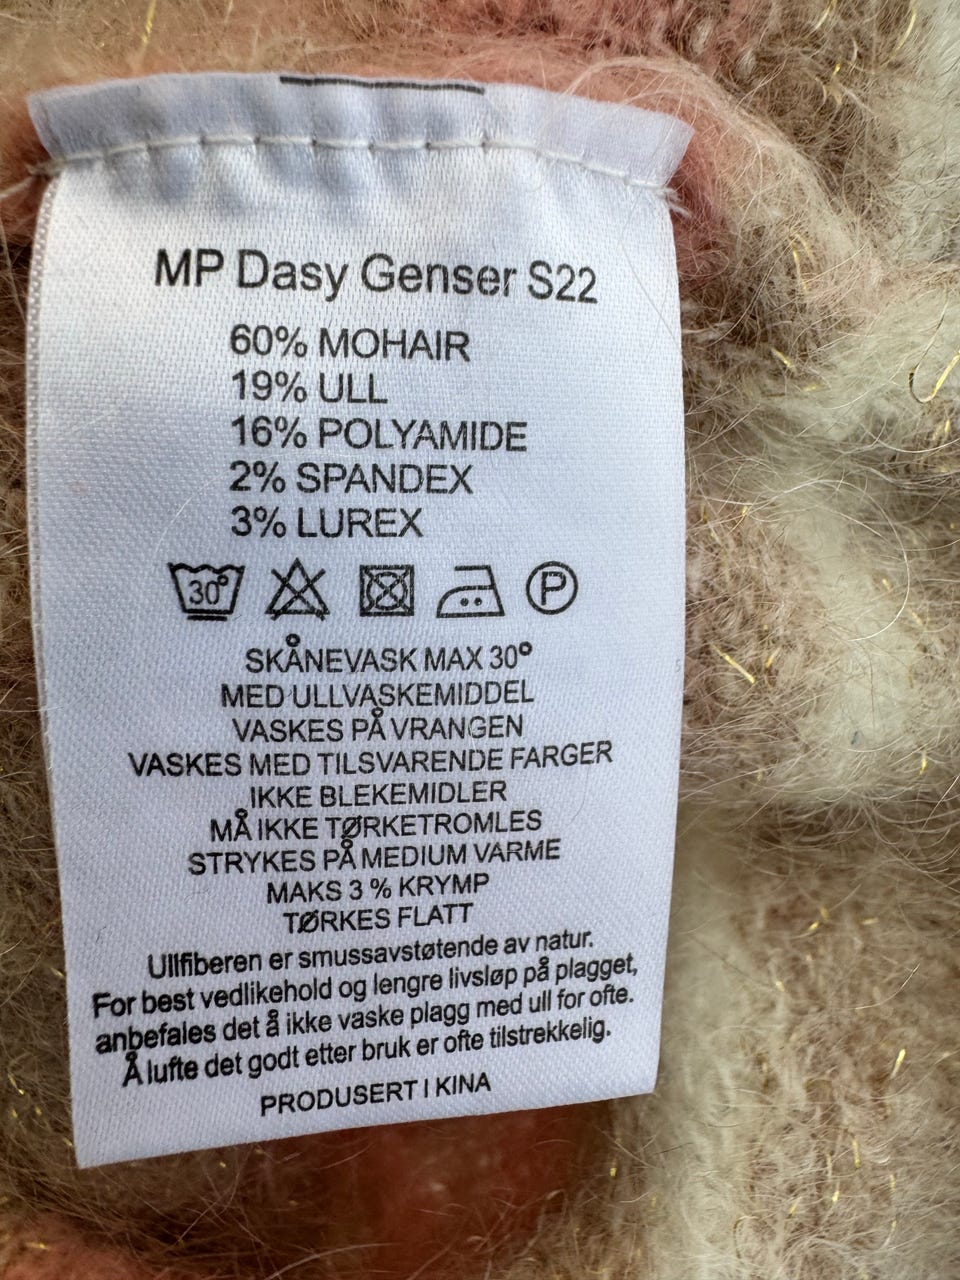 MP Dasy Genser S22
60% MOHAIR
19% ULL
16% POLYAMIDE
2% SPANDEX
3% LUREX
30° P
SKÅNEVASK MAX 30°
MED ULLVASKEMIDDEL
VASKES PÅ VRANGEN
VASKES MED TILSVARENDE FARGER
IKKE BLEKEMIDLER
MÅ IKKE TØRKETROMLES
STRYKES PÅ MEDIUM VARME
MAKS 3 % KRYMP
TØRKES FLATT
Ullfiberen er smussavstøtende av natur.
For best vedlikehold og lengre livsløp på plagget,
anbefales det å ikke vaske plagg med ull for ofte.
Å lufte det godt etter bruk er ofte tilstrekkelig.
PRODUSERT I KINA